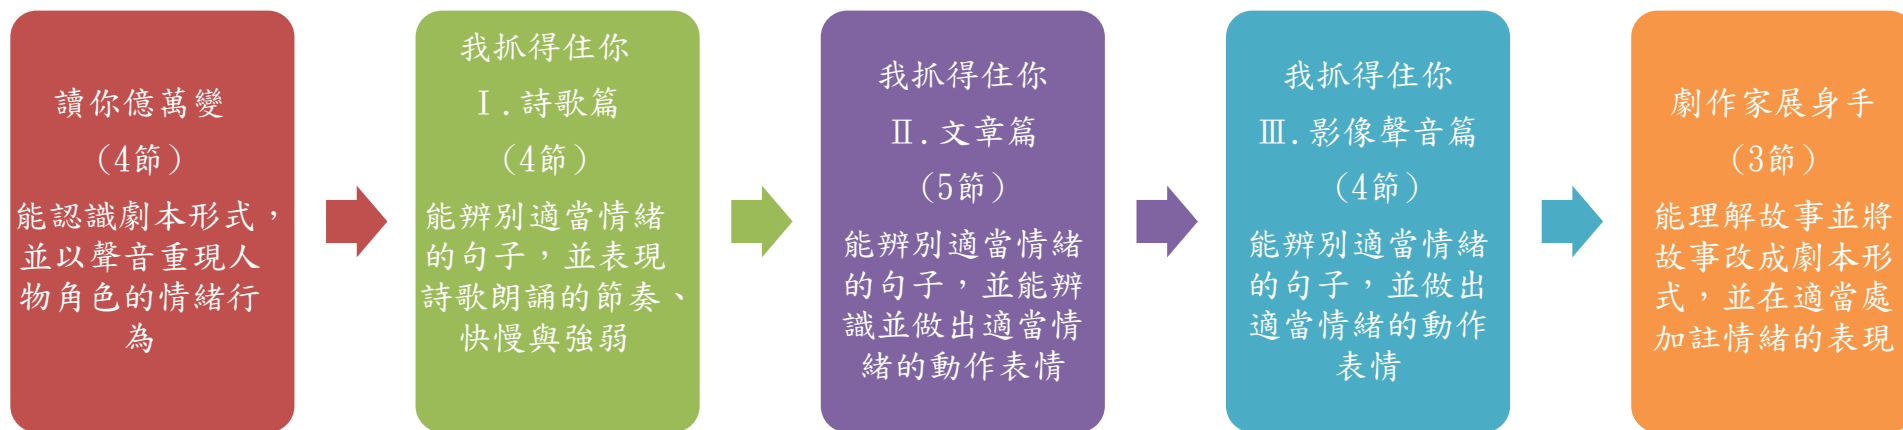 讀你億萬變
（4節）
能認識劇本形式，
並以聲音重現人
物角色的情緒行
為
我抓得住你
Ⅰ.詩歌篇
（4節）
能辨別適當情緒
的句子，並表現
詩歌朗誦的節奏、
快慢與強弱
我抓得住你
Ⅱ.文章篇
（5節）
能辨別適當情緒
的句子，並能辨
識並做出適當情
緒的動作表情
我抓得住你
Ⅲ.影像聲音篇
（4節）
能辨別適當情緒
的句子，並做出
適當情緒的動作
表情
劇作家展身手
（3節）
能理解故事並將
故事改成劇本形
式，並在適當處
加註情緒的表現